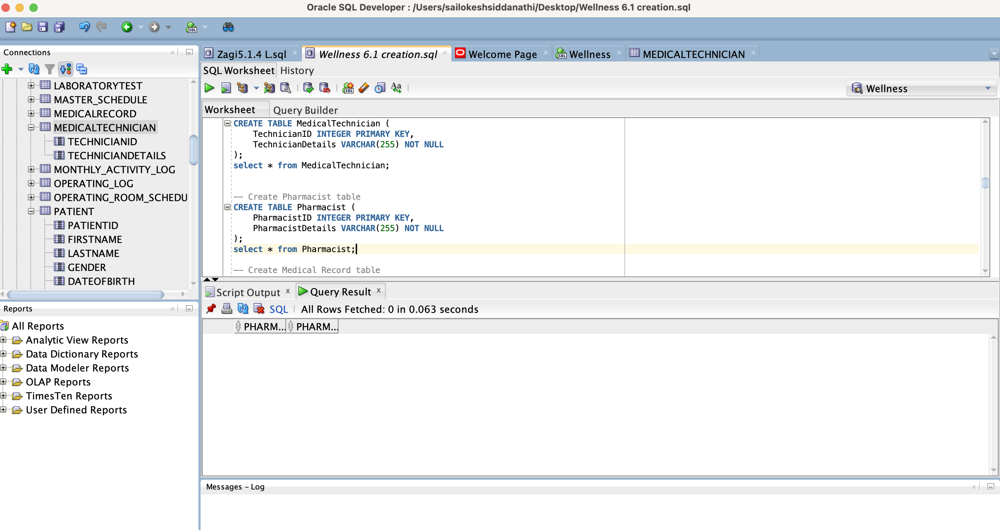 Oracle SQL Developer : /Users/sailokeshsiddanathi/Desktop/Wellness 6.1 creation.sql
Connections
LABORATORYTEST
MASTER_SCHEDULE
MEDICALRECORD
MEDICALTECHNICIAN
TECHNICIANID
TECHNICIANDETAILS
MONTHLY_ACTIVITY_LOG
OPERATING_LOG
OPERATING_ROOM_SCHEDU
PATIENT
PATIENTID
FIRSTNAME
LASTNAME
GENDER
DATEOFBIRTH
Reports
All Reports
Analytic View Reports
Data Dictionary Reports
Data Modeler Reports
OLAP Reports
TimesTen Reports
User Defined Reports
Zagi5.1.4 L.sql
Wellness 6.1 creation.sql
Welcome Page
Wellness
MEDICALTECHNICIAN
SQL Worksheet
History
Wellness
Worksheet
Query Builder
CREATE TABLE MedicalTechnician (
TechnicianID INTEGER PRIMARY KEY,
TechnicianDetails VARCHAR(255) NOT NULL
);
select * from MedicalTechnician;
-- Create Pharmacist table
CREATE TABLE Pharmacist (
PharmacistID INTEGER PRIMARY KEY,
PharmacistDetails VARCHAR(255) NOT NULL
);
select * from Pharmacist;
-- Create Medical Record table
Script Output
Query Result
SQL
All Rows Fetched: 0 in 0.063 seconds
PHARM...
PHARM...
Messages - Log